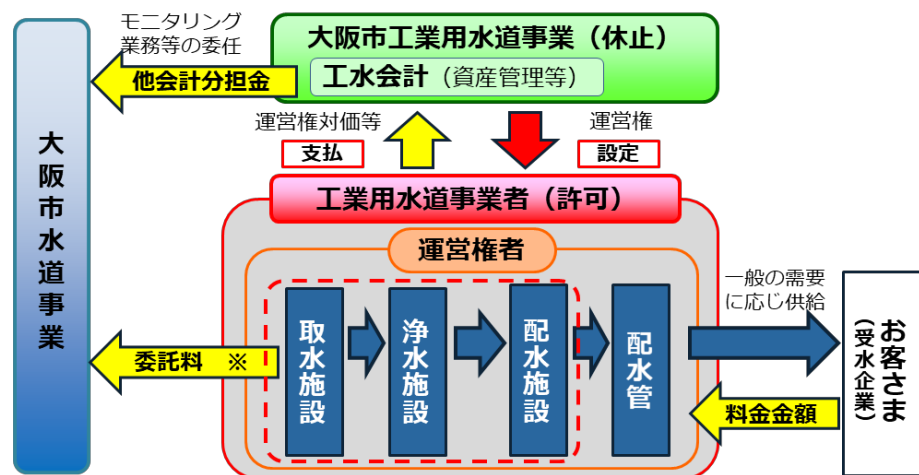 モニタリング
業務等の委任
他会計分担金
大阪市工業用水道事業（休止）
工水会計（資産管理等）
運営権対価等
支払
運営権
設定
大阪市水道事業
工業用水道事業者（許可）
運営権者
取水施設
浄水施設
配水施設
配水管
委託料　※
一般の需要
に応じ供給
料金金額
お客さま
（受水企業）